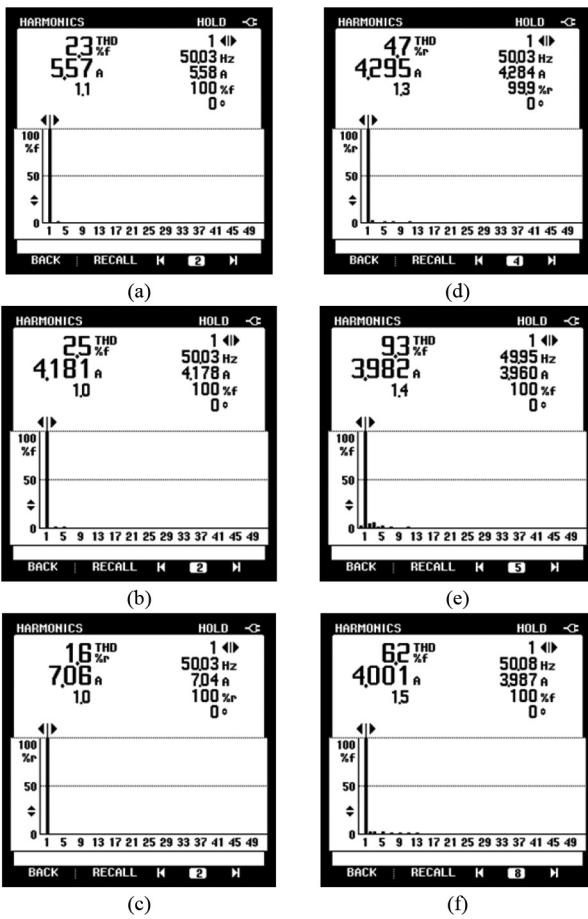 HARMONICS HOLD
2.3 THD %f 1
5.57 A 50.03 Hz
1.1 5.58 A
100 %f
0 °
100
%f
50
0
1 5 9 13 17 21 25 29 33 37 41 45 49
BACK RECALL 2
(a)
HARMONICS HOLD
4.7 THD %r 1
4.295 A 50.03 Hz
1.3 4.284 A
99.9 %r
0 °
100
%r
50
0
1 5 9 13 17 21 25 29 33 37 41 45 49
BACK RECALL 4
(d)
HARMONICS HOLD
2.5 THD %f 1
4.181 A 50.03 Hz
1.0 4.178 A
100 %f
0 °
100
%f
50
0
1 5 9 13 17 21 25 29 33 37 41 45 49
BACK RECALL 2
(b)
HARMONICS HOLD
9.3 THD %f 1
3.982 A 49.95 Hz
1.4 3.960 A
100 %f
0 °
100
%f
50
0
1 5 9 13 17 21 25 29 33 37 41 45 49
BACK RECALL 5
(e)
HARMONICS HOLD
1.6 THD %r 1
7.06 A 50.03 Hz
1.0 7.04 A
100 %r
0 °
100
%r
50
0
1 5 9 13 17 21 25 29 33 37 41 45 49
BACK RECALL 2
(c)
HARMONICS HOLD
6.2 THD %f 1
4.001 A 50.08 Hz
1.5 3.987 A
100 %f
0 °
100
%f
50
0
1 5 9 13 17 21 25 29 33 37 41 45 49
BACK RECALL 8
(f)